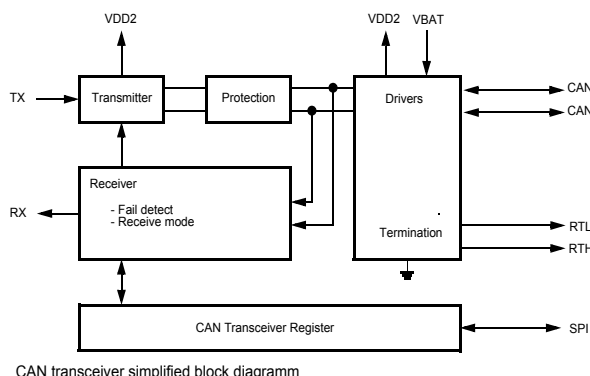 VDD2
VDD2 VBAT
TX
Transmitter
Protection
Drivers
CAN
CAN
Receiver
- Fail detect
- Receive mode
RX
Termination
RTL
RTH
CAN Transceiver Register
SPI
CAN transceiver simplified block diagramm